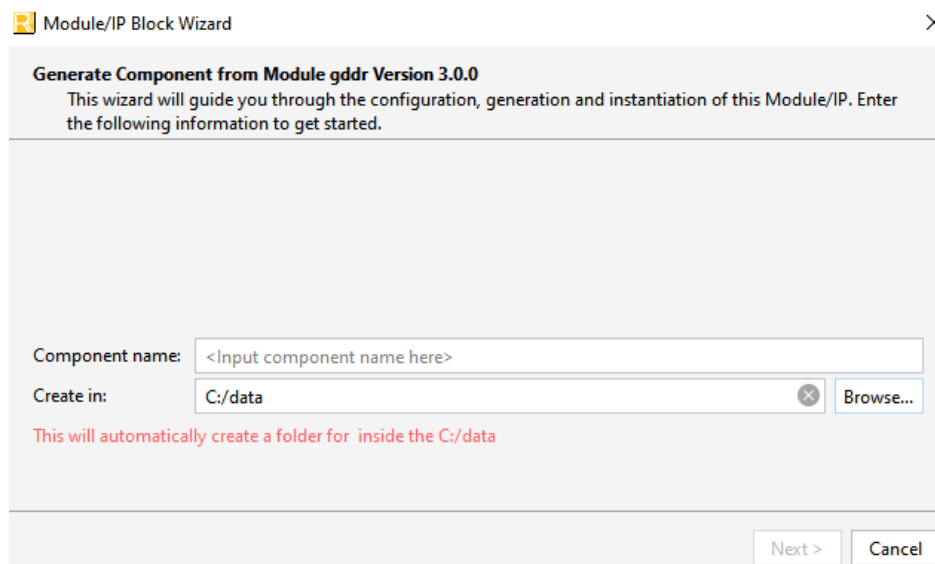 Module/IP Block Wizard
Generate Component from Module gddr Version 3.0.0
This wizard will guide you through the configuration, generation and instantiation of this Module/IP. Enter
the following information to get started.
Component name: <Input component name here>
Create in: C:/data Browse...
This will automatically create a folder for  inside the C:/data
Next > Cancel